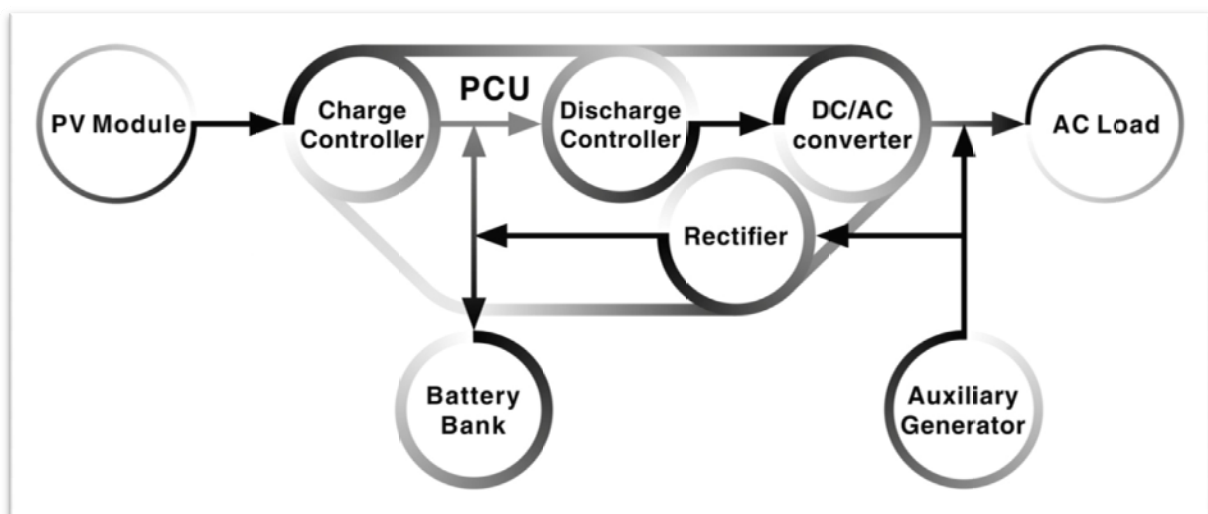 PCU
PV Module
Charge
Controller
Discharge
Controller
DC/AC
converter
AC Load
Rectifier
Battery
Bank
Auxiliary
Generator